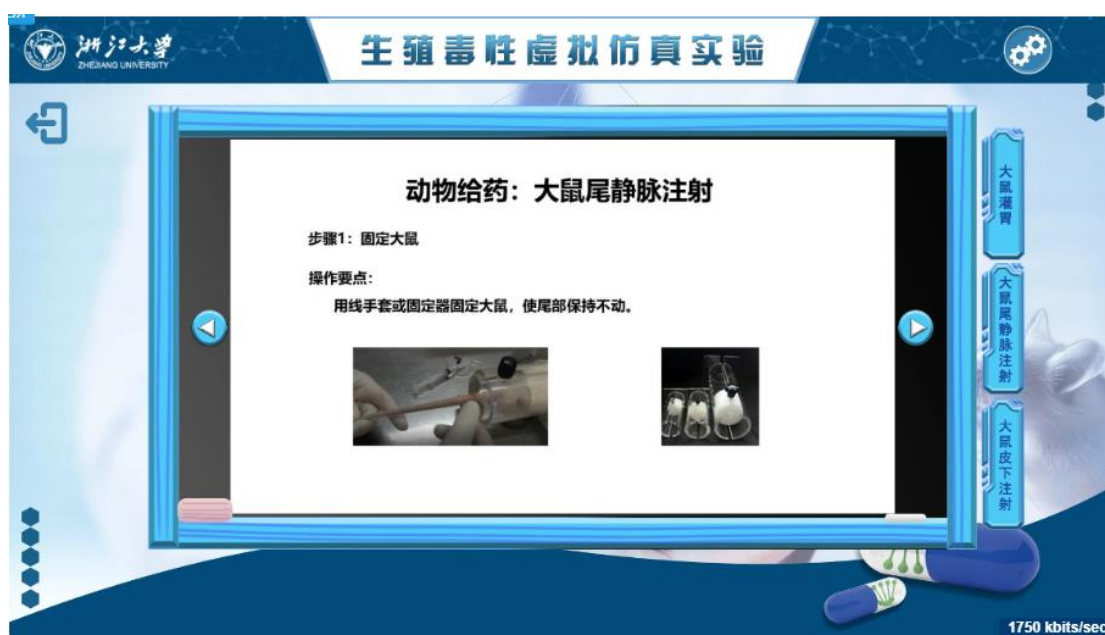 浙江大学
ZHEJIANG UNIVERSITY
生殖毒性虚拟仿真实验
动物给药：大鼠尾静脉注射
步骤1：固定大鼠
操作要点：
用线手套或固定器固定大鼠，使尾部保持不动。
大鼠灌胃
大鼠尾静脉注射
大鼠皮下注射
1750 kbits/sec